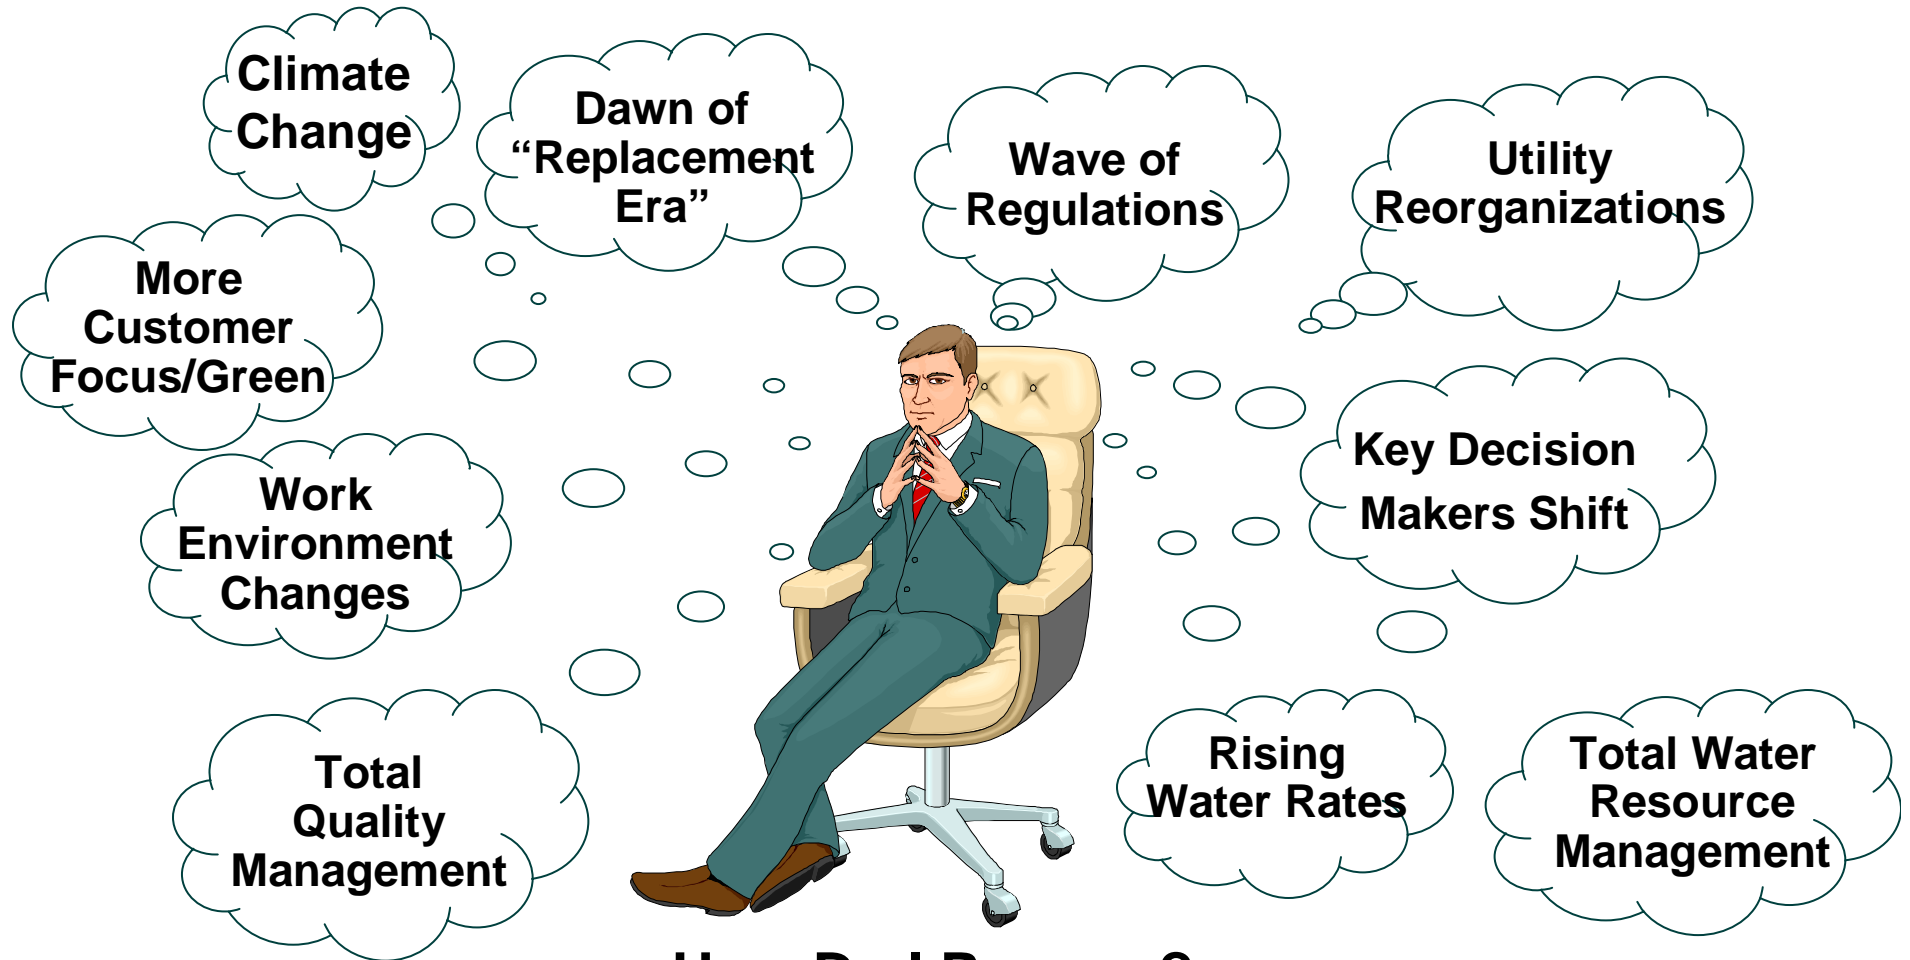 Climate
Change
Dawn of
“Replacement
Era”
Wave of
Regulations
Utility
Reorganizations
More
Customer
Focus/Green
Key Decision
Makers Shift
Work
Environment
Changes
Total
Quality
Management
Rising
Water Rates
Total Water
Resource
Management